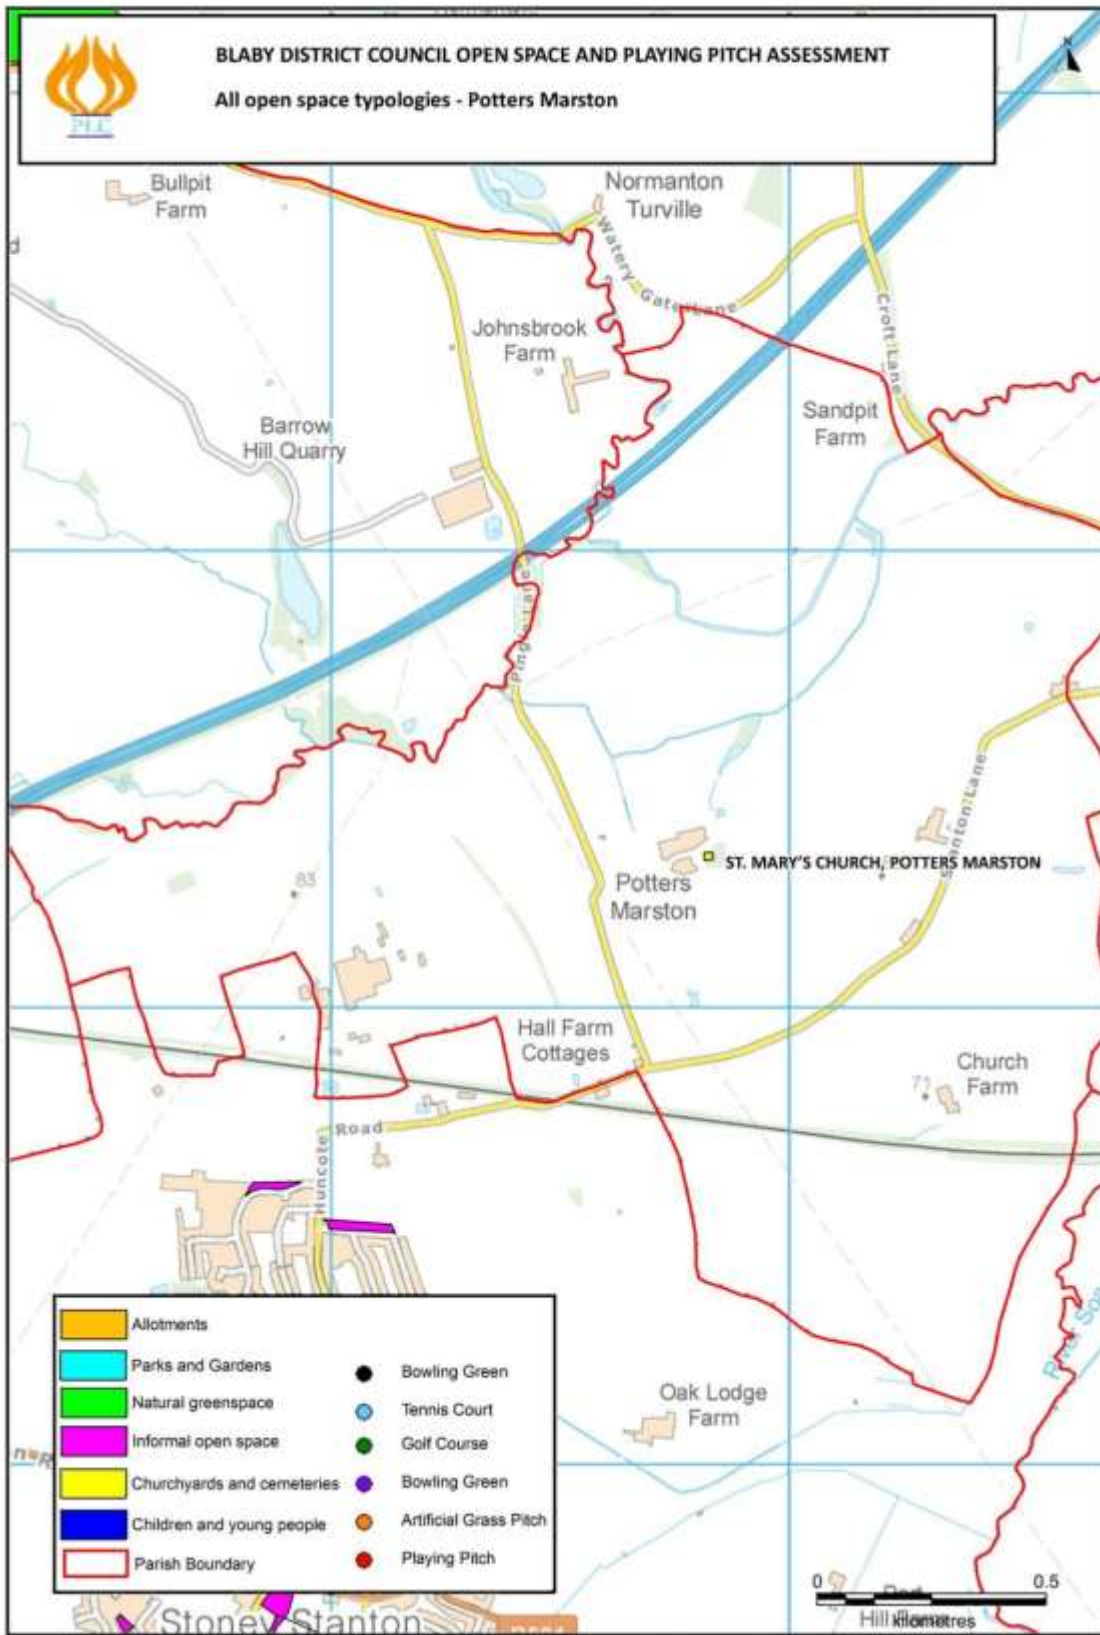 BLABY DISTRICT COUNCIL OPEN SPACE AND PLAYING PITCH ASSESSMENT
All open space typologies - Potters Marston
PLC
N
Bullpit
Farm
Normanton
Turville
Watery Gate Lane
Croft Lane
Johnsbrook
Farm
Sandpit
Farm
Barrow
Hill Quarry
Pingle Lane
Stanton Lane
ST. MARY'S CHURCH, POTTERS MARSTON
83
Potters
Marston
Hall Farm
Cottages
Church
Farm
71
Huncote Road
River Soa
Oak Lodge
Farm
Allotments
Parks and Gardens
Natural greenspace
Informal open space
Churchyards and cemeteries
Children and young people
Parish Boundary
Bowling Green
Tennis Court
Golf Course
Bowling Green
Artificial Grass Pitch
Playing Pitch
0 0.5
kilometres
Hill
Stoney Stanton